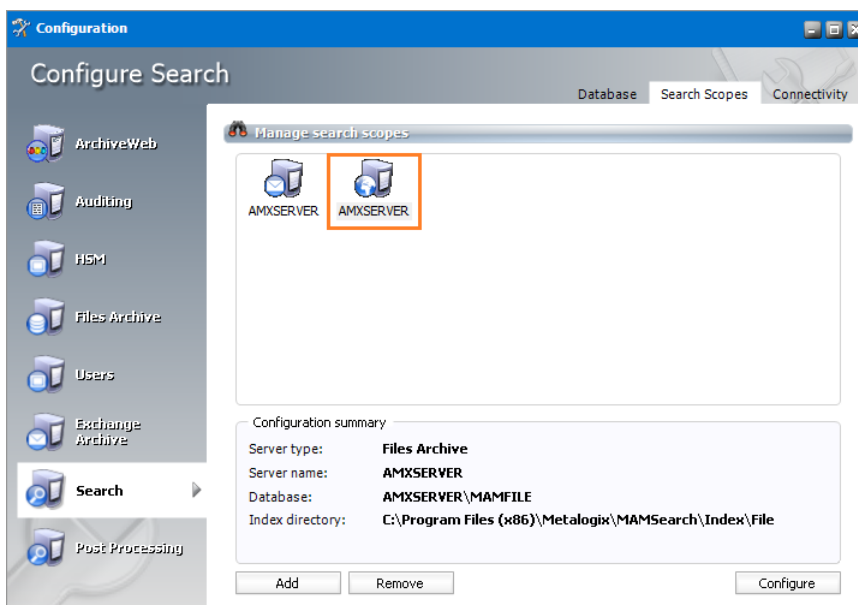 Configuration
Configure Search
Database Search Scopes Connectivity
ArchiveWeb
Auditing
HSM
Files Archive
Users
Exchange
Archive
Search
Post Processing
Manage search scopes
AMXSERVER AMXSERVER
Configuration summary
Server type: Files Archive
Server name: AMXSERVER
Database: AMXSERVER\MAMFILE
Index directory: C:\Program Files (x86)\Metalogix\MAMSearch\Index\File
Add Remove Configure